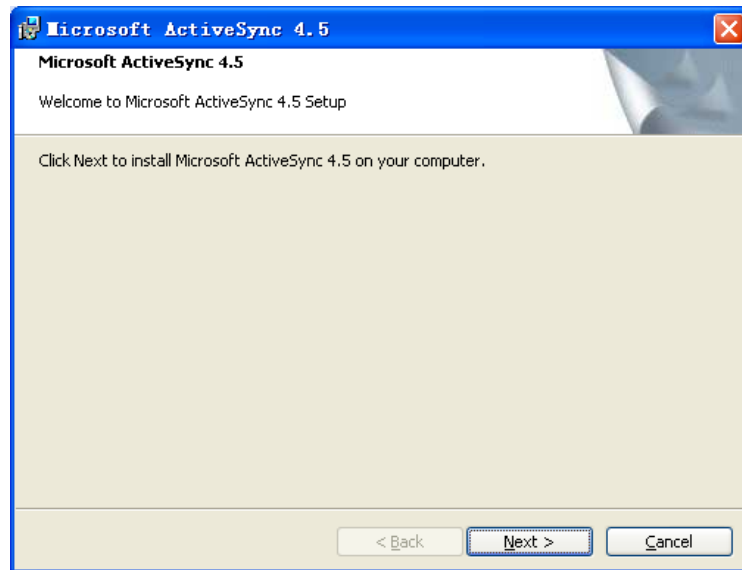 Microsoft ActiveSync 4.5
Microsoft ActiveSync 4.5
Welcome to Microsoft ActiveSync 4.5 Setup
Click Next to install Microsoft ActiveSync 4.5 on your computer.
< Back Next > Cancel